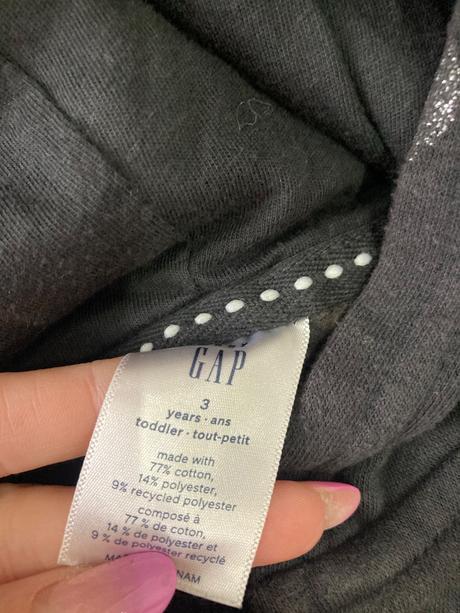 GAP
3
years · ans
toddler · tout-petit
made with
77% cotton,
14% polyester,
9% recycled polyester
composé à
77 % de coton,
14 % de polyester et
9 % de polyester recyclé